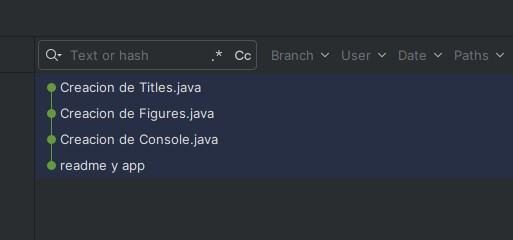 Text or hash .* Cc Branch User Date Paths
Creacion de Titles.java
Creacion de Figures.java
Creacion de Console.java
readme y app